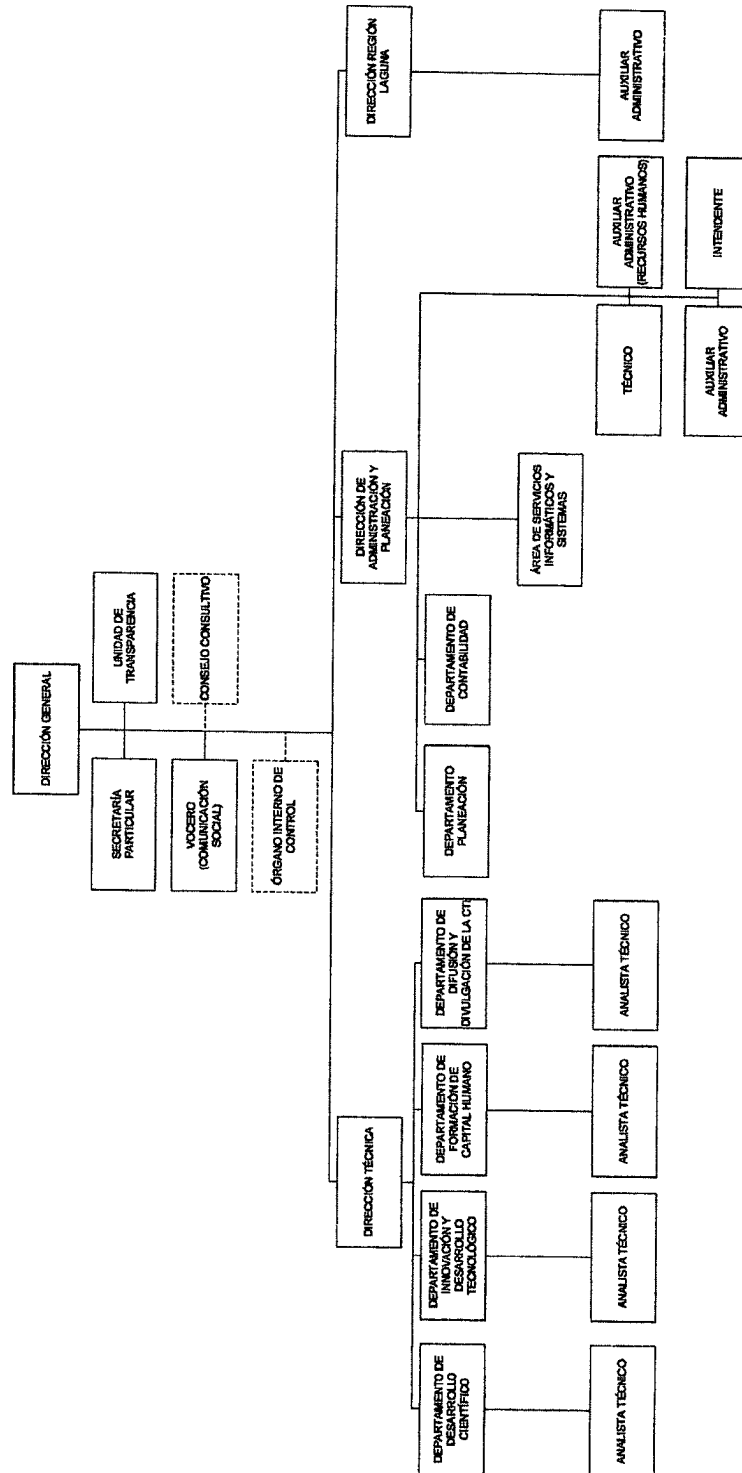 DIRECCIÓN GENERAL
SECRETARÍA
PARTICULAR
UNIDAD DE
TRANSPARENCIA
VOCERO
(COMUNICACIÓN
SOCIAL)
CONSEJO CONSULTIVO
ÓRGANO INTERNO DE
CONTROL
DIRECCIÓN TÉCNICA
DIRECCIÓN DE
ADMINISTRACIÓN Y
PLANEACIÓN
DIRECCIÓN REGIÓN
LAGUNA
DEPARTAMENTO DE
DESARROLLO
CIENTÍFICO
DEPARTAMENTO DE
INNOVACIÓN Y
DESARROLLO
TECNOLÓGICO
DEPARTAMENTO DE
FORMACIÓN DE
CAPITAL HUMANO
DEPARTAMENTO DE
DIFUSIÓN Y
DIVULGACIÓN DE LA CTI
DEPARTAMENTO
PLANEACIÓN
DEPARTAMENTO DE
CONTABILIDAD
ÁREA DE SERVICIOS
INFORMÁTICOS Y
SISTEMAS
ANALISTA TÉCNICO
ANALISTA TÉCNICO
ANALISTA TÉCNICO
ANALISTA TÉCNICO
TÉCNICO
AUXILIAR
ADMINISTRATIVO
(RECURSOS HUMANOS)
AUXILIAR
ADMINISTRATIVO
AUXILIAR
ADMINISTRATIVO
INTENDENTE